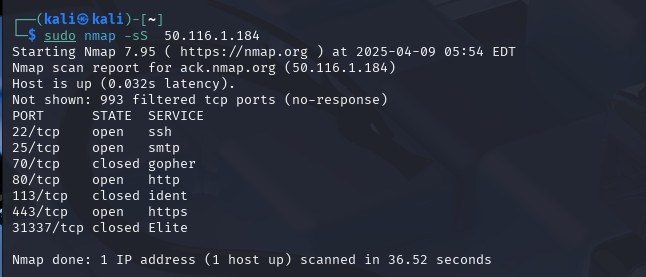 ┌──(kali㉿kali)-[~]
└─$ sudo nmap -sS  50.116.1.184
Starting Nmap 7.95 ( https://nmap.org ) at 2025-04-09 05:54 EDT
Nmap scan report for ack.nmap.org (50.116.1.184)
Host is up (0.032s latency).
Not shown: 993 filtered tcp ports (no-response)
PORT      STATE  SERVICE
22/tcp    open   ssh
25/tcp    open   smtp
70/tcp    closed gopher
80/tcp    open   http
113/tcp   closed ident
443/tcp   open   https
31337/tcp closed Elite
Nmap done: 1 IP address (1 host up) scanned in 36.52 seconds